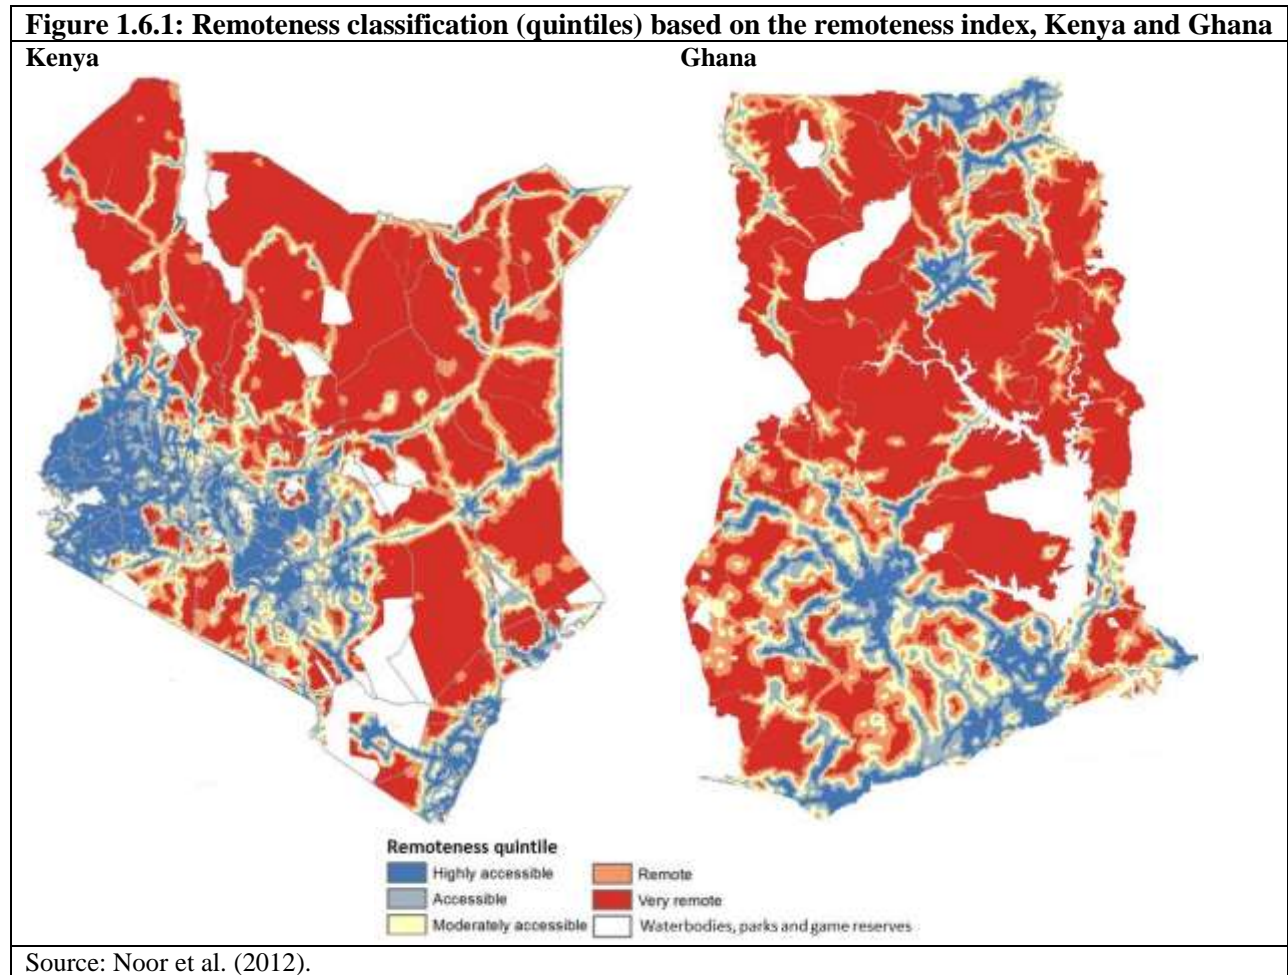 Figure 1.6.1: Remoteness classification (quintiles) based on the remoteness index, Kenya and Ghana
Kenya
Ghana
Remoteness quintile
Highly accessible
Remote
Accessible
Very remote
Moderately accessible
Waterbodies, parks and game reserves
Source: Noor et al. (2012).